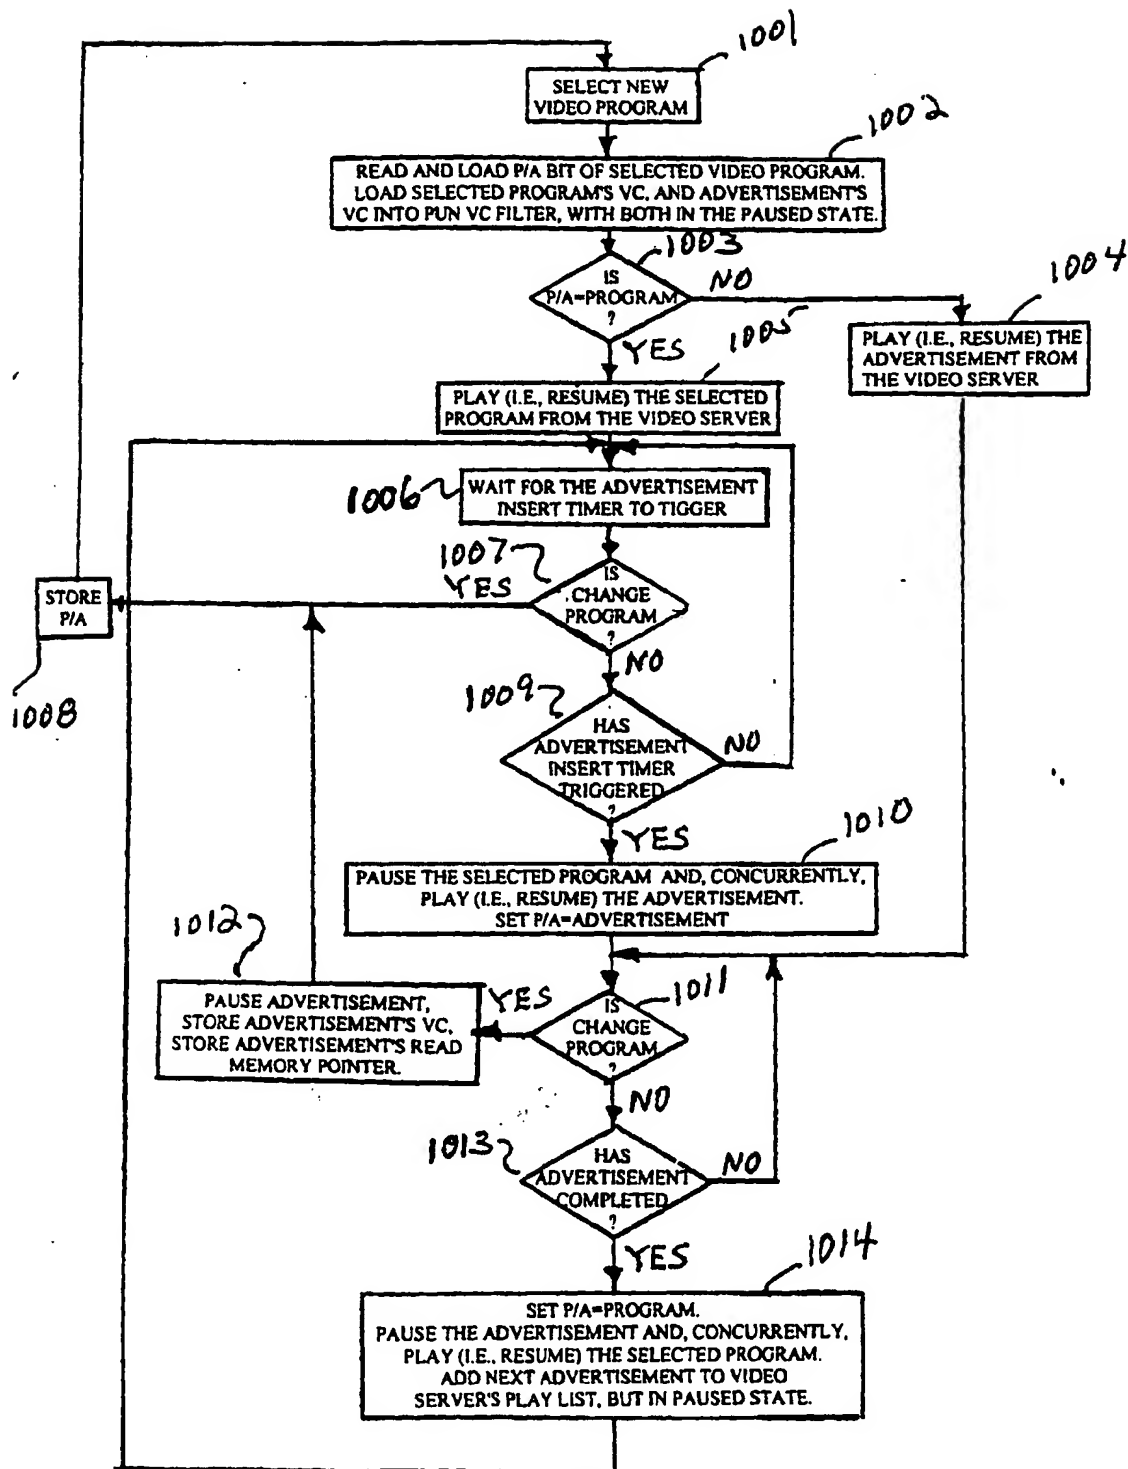 1001
SELECT NEW
VIDEO PROGRAM
1002
READ AND LOAD P/A BIT OF SELECTED VIDEO PROGRAM.
LOAD SELECTED PROGRAM'S VC, AND ADVERTISEMENT'S
VC INTO PUN VC FILTER, WITH BOTH IN THE PAUSED STATE.
1003
IS
P/A=PROGRAM
?
NO
1004
PLAY (I.E., RESUME) THE
ADVERTISEMENT FROM
THE VIDEO SERVER
YES
1005
PLAY (I.E., RESUME) THE SELECTED
PROGRAM FROM THE VIDEO SERVER
1006
WAIT FOR THE ADVERTISEMENT
INSERT TIMER TO TIGGER
1007
IS
CHANGE
PROGRAM
?
YES
STORE
P/A
1008
NO
1009
HAS
ADVERTISEMENT
INSERT TIMER
TRIGGERED
?
NO
YES
1010
PAUSE THE SELECTED PROGRAM AND, CONCURRENTLY,
PLAY (I.E., RESUME) THE ADVERTISEMENT.
SET P/A=ADVERTISEMENT
1011
IS
CHANGE
PROGRAM
?
YES
1012
PAUSE ADVERTISEMENT,
STORE ADVERTISEMENT'S VC,
STORE ADVERTISEMENT'S READ
MEMORY POINTER.
NO
1013
HAS
ADVERTISEMENT
COMPLETED
?
NO
YES
1014
SET P/A=PROGRAM.
PAUSE THE ADVERTISEMENT AND, CONCURRENTLY,
PLAY (I.E., RESUME) THE SELECTED PROGRAM.
ADD NEXT ADVERTISEMENT TO VIDEO
SERVER'S PLAY LIST, BUT IN PAUSED STATE.